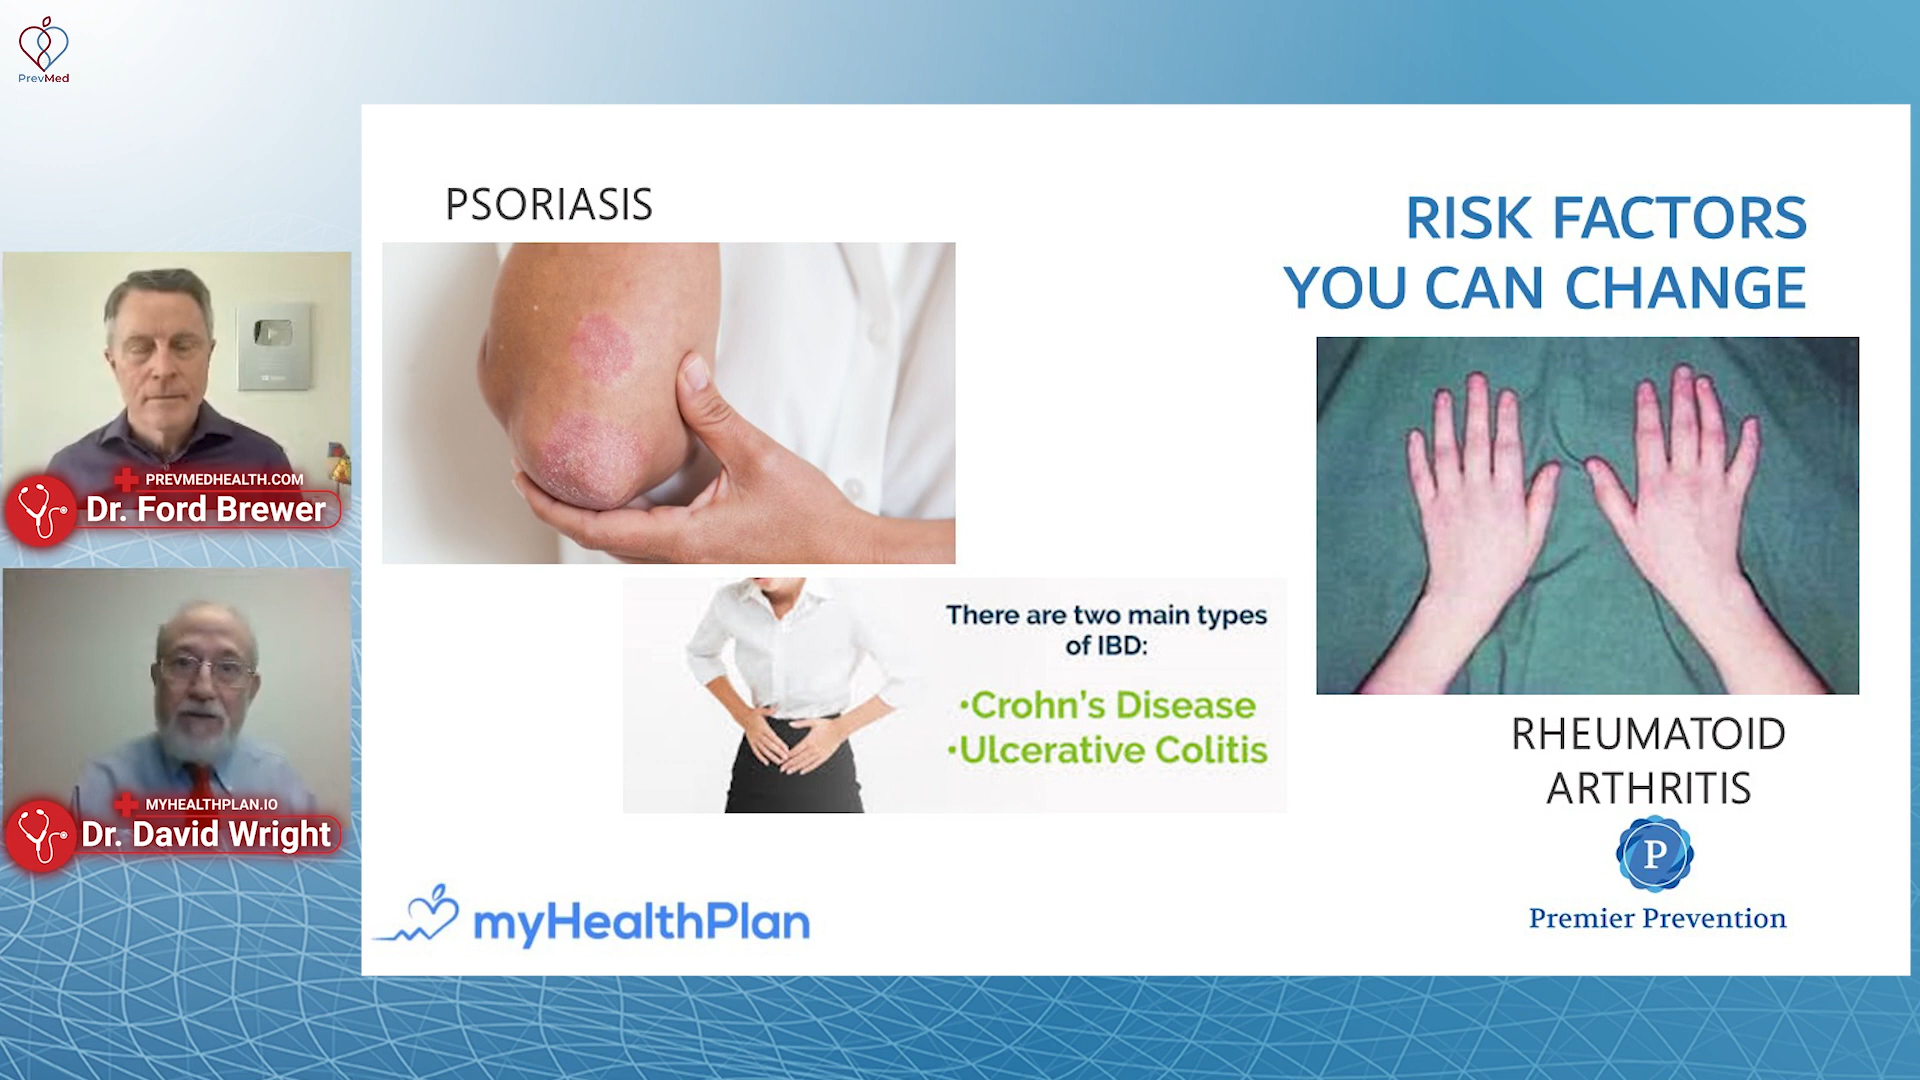 PrevMed
PSORIASIS
RISK FACTORS
YOU CAN CHANGE
PREVMEDHEALTH.COM
Dr. Ford Brewer
There are two main types
of IBD:
•Crohn's Disease
•Ulcerative Colitis
RHEUMATOID
ARTHRITIS
MYHEALTHPLAN.IO
Dr. David Wright
P
Premier Prevention
myHealthPlan